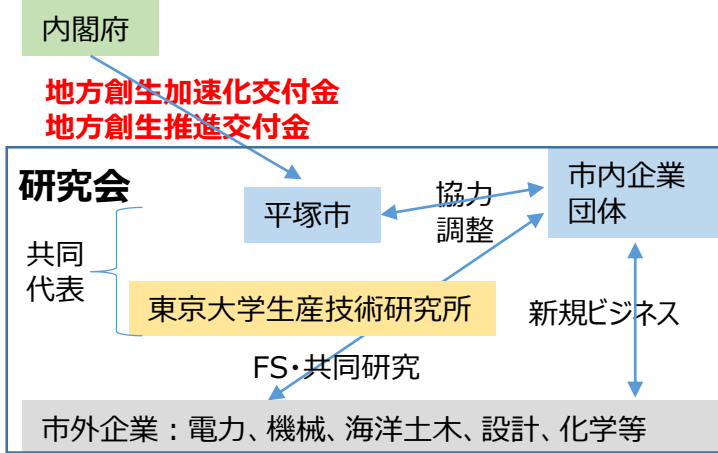 内閣府
地方創生加速化交付金
地方創生推進交付金
研究会
平塚市
協力
調整
市内企業
団体
共同
代表
東京大学生産技術研究所
新規ビジネス
FS・共同研究
市外企業：電力、機械、海洋土木、設計、化学等